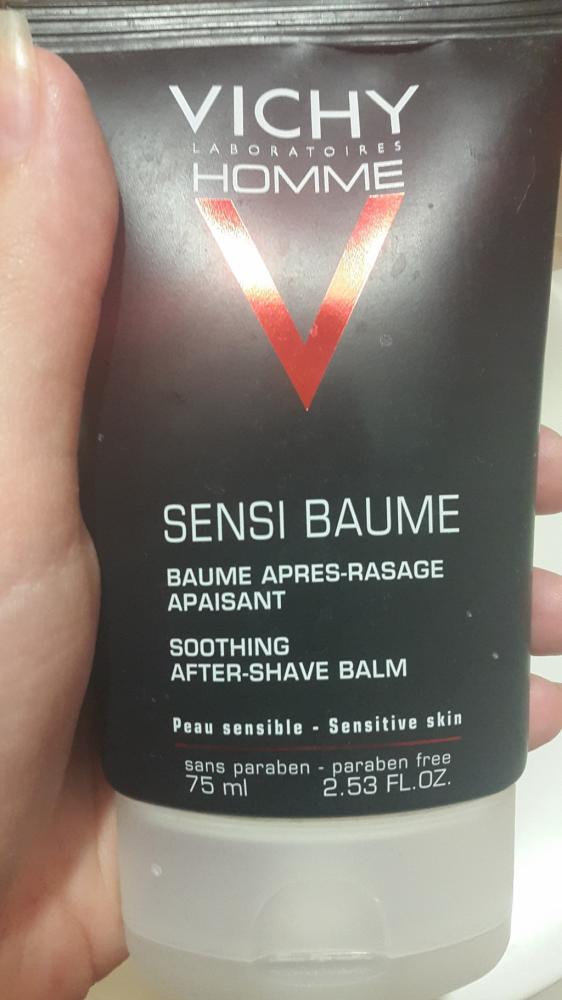 VICHY
LABORATOIRES
HOMME
SENSI BAUME
BAUME APRES-RASAGE
APAISANT
SOOTHING
AFTER-SHAVE BALM
Peau sensible - Sensitive skin
sans paraben - paraben free
75 ml 2.53 FL.OZ.